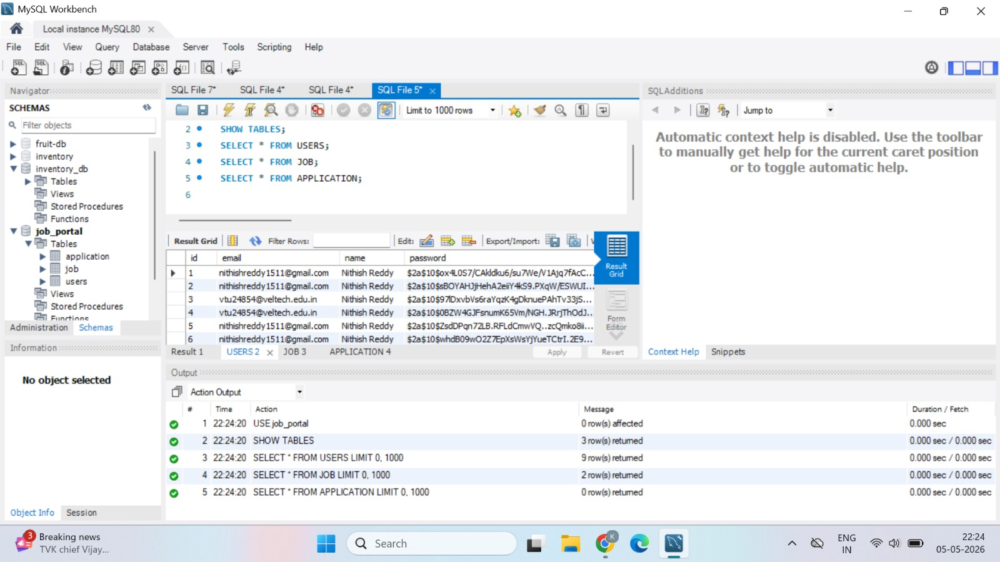 MySQL Workbench
Local instance MySQL80
File Edit View Query Database Server Tools Scripting Help
Navigator
SCHEMAS
Filter objects
fruit-db
inventory
inventory_db
Tables
Views
Stored Procedures
Functions
job_portal
Tables
application
job
users
Views
Stored Procedures
Functions
Administration Schemas
Information
No object selected
Object Info Session
SQL File 7* SQL File 4* SQL File 4* SQL File 5*
Limit to 1000 rows
2 SHOW TABLES;
3 SELECT * FROM USERS;
4 SELECT * FROM JOB;
5 SELECT * FROM APPLICATION;
6
Result Grid Filter Rows: Edit: Export/Import:
id email name password
1 nithishreddy1511@gmail.com Nithish Reddy $2a$10$ox4L0S7/CAkldku6/su7We/V1Ajq7fAcC...
2 nithishreddy1511@gmail.com Nithish Reddy $2a$10$sBOYAHJjHehA2eiiY4kS9.PXqW/ESWUI...
3 vtu24854@veltech.edu.in Nithish Reddy $2a$10$97lDxvbVs6raYqzK4gDknuePAhTv33jS...
4 vtu24854@veltech.edu.in Nithish Reddy $2a$10$0BZW4GJFsnumK65Vm/NGH.JRrjThOdJ...
5 nithishreddy1511@gmail.com Nithish Reddy $2a$10$ZsdDPqn72LB.RFLdCmwVQ..zcQmko8ii...
6 nithishreddy1511@gmail.com Nithish Reddy $2a$10$whdB09wO2Z7EpXsWsYjYueTCtrI.2E9...
Result Grid
Form Editor
Result 1 USERS 2 JOB 3 APPLICATION 4 Apply Revert
SQLAdditions
Jump to
Automatic context help is disabled. Use the toolbar
to manually get help for the current caret position
or to toggle automatic help.
Context Help Snippets
Output
Action Output
# Time Action Message Duration / Fetch
1 22:24:20 USE job_portal 0 row(s) affected 0.000 sec
2 22:24:20 SHOW TABLES 3 row(s) returned 0.000 sec / 0.000 sec
3 22:24:20 SELECT * FROM USERS LIMIT 0, 1000 9 row(s) returned 0.000 sec / 0.000 sec
4 22:24:20 SELECT * FROM JOB LIMIT 0, 1000 2 row(s) returned 0.000 sec / 0.000 sec
5 22:24:20 SELECT * FROM APPLICATION LIMIT 0, 1000 0 row(s) returned 0.000 sec / 0.000 sec
3
Breaking news
TVK chief Vijay...
Search
K
ENG
IN
22:24
05-05-2026